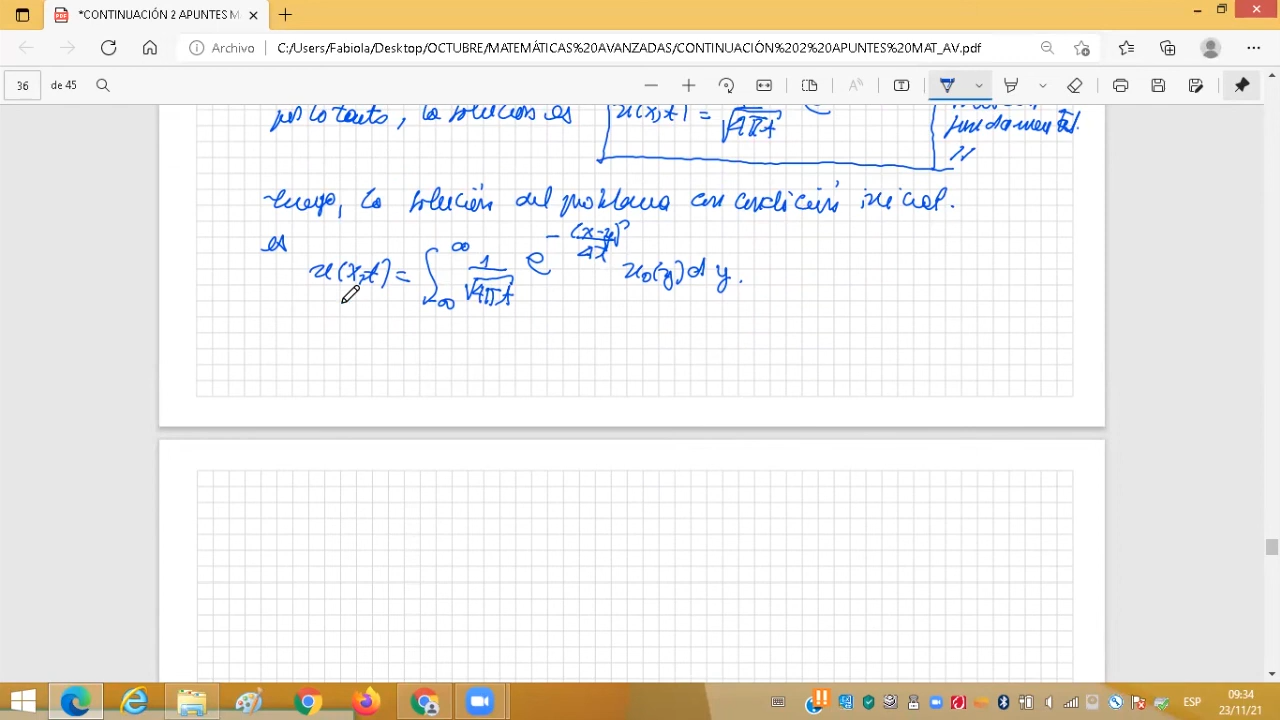 *CONTINUACIÓN 2 APUNTES M
Archivo C:/Users/Fabiola/Desktop/OCTUBRE/MATEMÁTICAS%20AVANZADAS/CONTINUACIÓN%202%20APUNTES%20MAT_AV.pdf
36 de 45
por lo tanto, la solución es u(x,t) = 1/√4πt e
fundamental.
luego, la solución del problema con condición inicial.
es
u(x,t) = ∫_{-∞}^{∞} 1/√4πt e^{-(x-y)²/4t} u₀(y) dy.
ESP 09:34
23/11/21